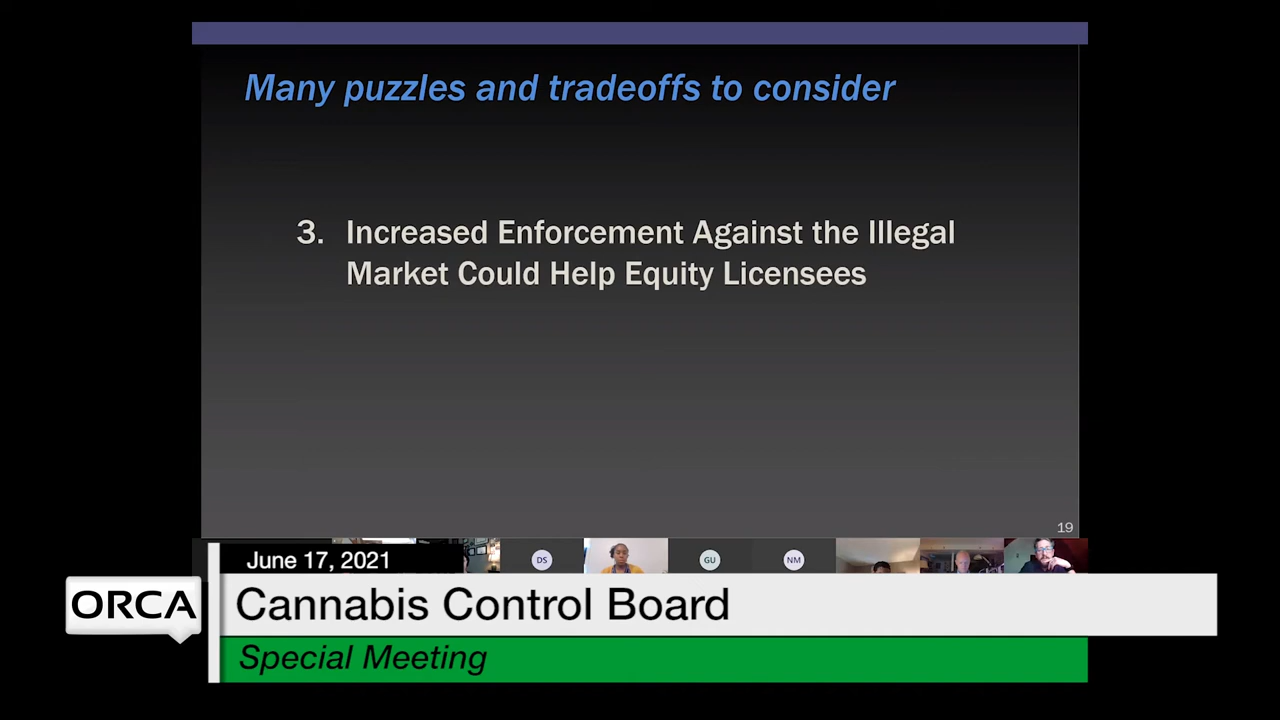 Many puzzles and tradeoffs to consider
3. Increased Enforcement Against the Illegal
Market Could Help Equity Licensees
19
DS
GU
NM
June 17, 2021
ORCA
Cannabis Control Board
Special Meeting